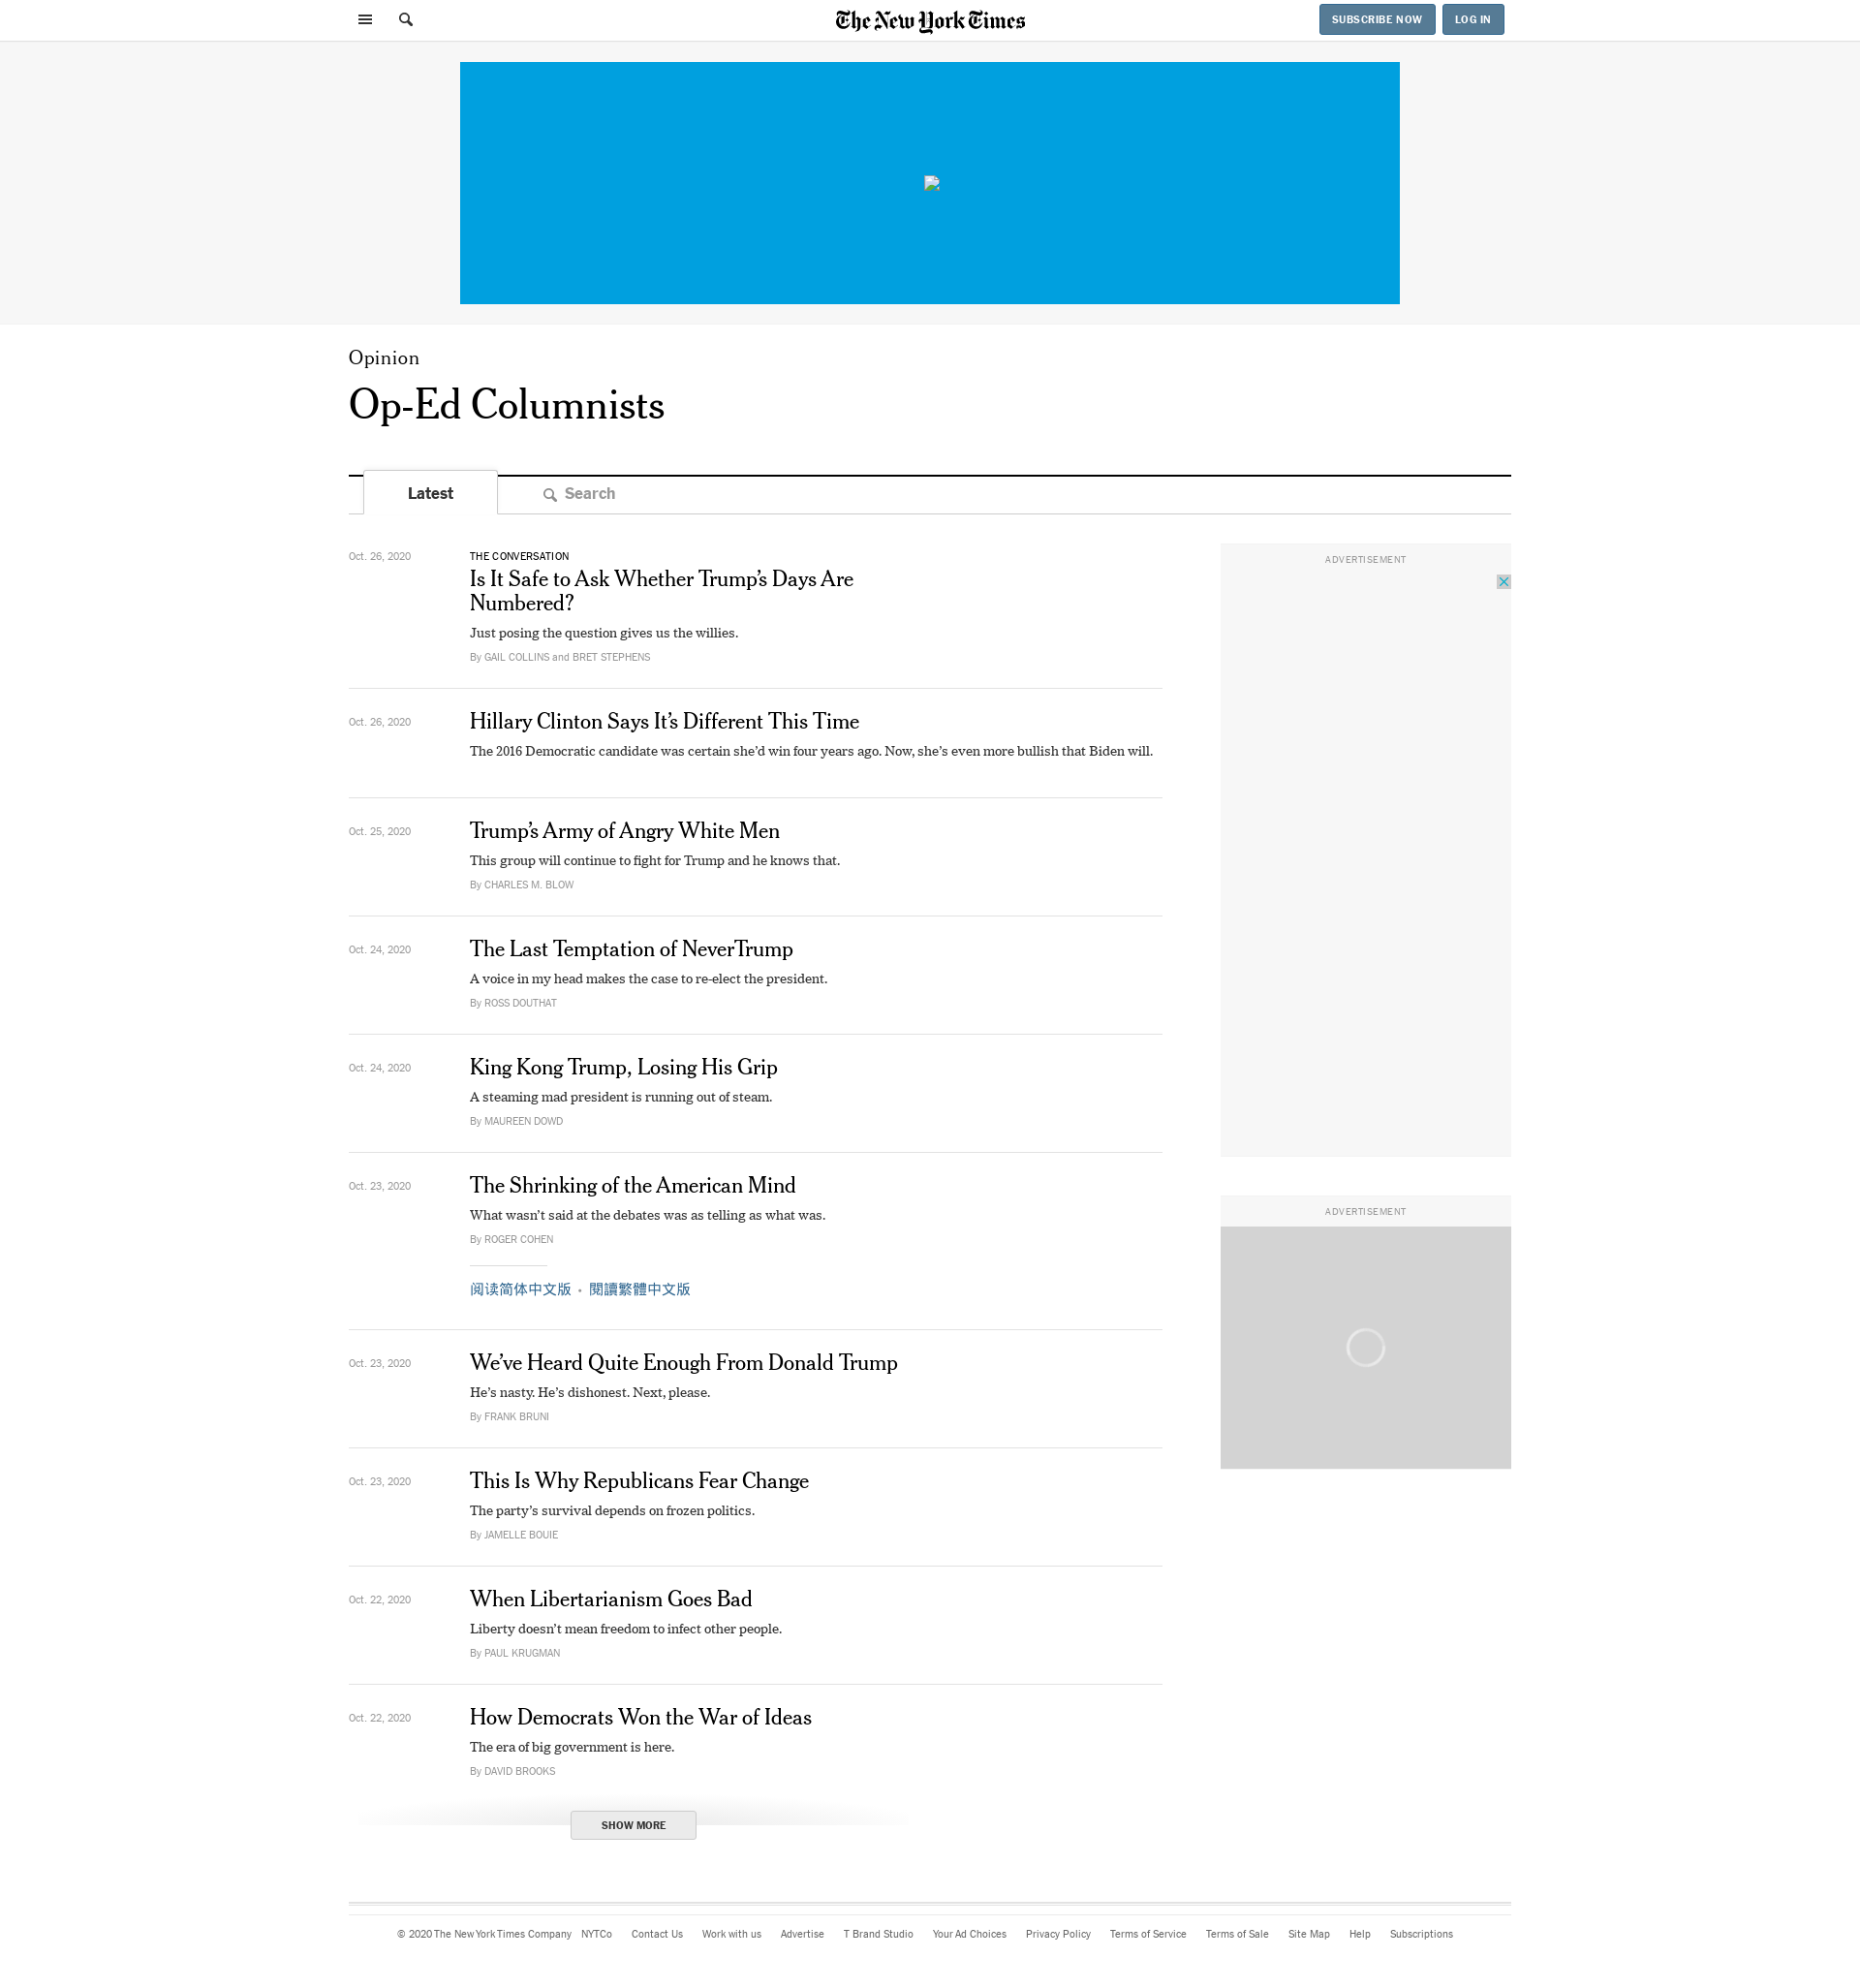 The New York Times
SUBSCRIBE NOW
LOG IN
Opinion
Op-Ed Columnists
Latest
Search
Oct. 26, 2020
THE CONVERSATION
Is It Safe to Ask Whether Trump’s Days Are
Numbered?
Just posing the question gives us the willies.
By GAIL COLLINS and BRET STEPHENS
Oct. 26, 2020
Hillary Clinton Says It’s Different This Time
The 2016 Democratic candidate was certain she’d win four years ago. Now, she’s even more bullish that Biden will.
Oct. 25, 2020
Trump’s Army of Angry White Men
This group will continue to fight for Trump and he knows that.
By CHARLES M. BLOW
Oct. 24, 2020
The Last Temptation of NeverTrump
A voice in my head makes the case to re-elect the president.
By ROSS DOUTHAT
Oct. 24, 2020
King Kong Trump, Losing His Grip
A steaming mad president is running out of steam.
By MAUREEN DOWD
Oct. 23, 2020
The Shrinking of the American Mind
What wasn’t said at the debates was as telling as what was.
By ROGER COHEN
阅读简体中文版 • 閱讀繁體中文版
Oct. 23, 2020
We’ve Heard Quite Enough From Donald Trump
He’s nasty. He’s dishonest. Next, please.
By FRANK BRUNI
Oct. 23, 2020
This Is Why Republicans Fear Change
The party’s survival depends on frozen politics.
By JAMELLE BOUIE
Oct. 22, 2020
When Libertarianism Goes Bad
Liberty doesn’t mean freedom to infect other people.
By PAUL KRUGMAN
Oct. 22, 2020
How Democrats Won the War of Ideas
The era of big government is here.
By DAVID BROOKS
SHOW MORE
ADVERTISEMENT
ADVERTISEMENT
© 2020 The New York Times Company NYTCo Contact Us Work with us Advertise T Brand Studio Your Ad Choices Privacy Policy Terms of Service Terms of Sale Site Map Help Subscriptions